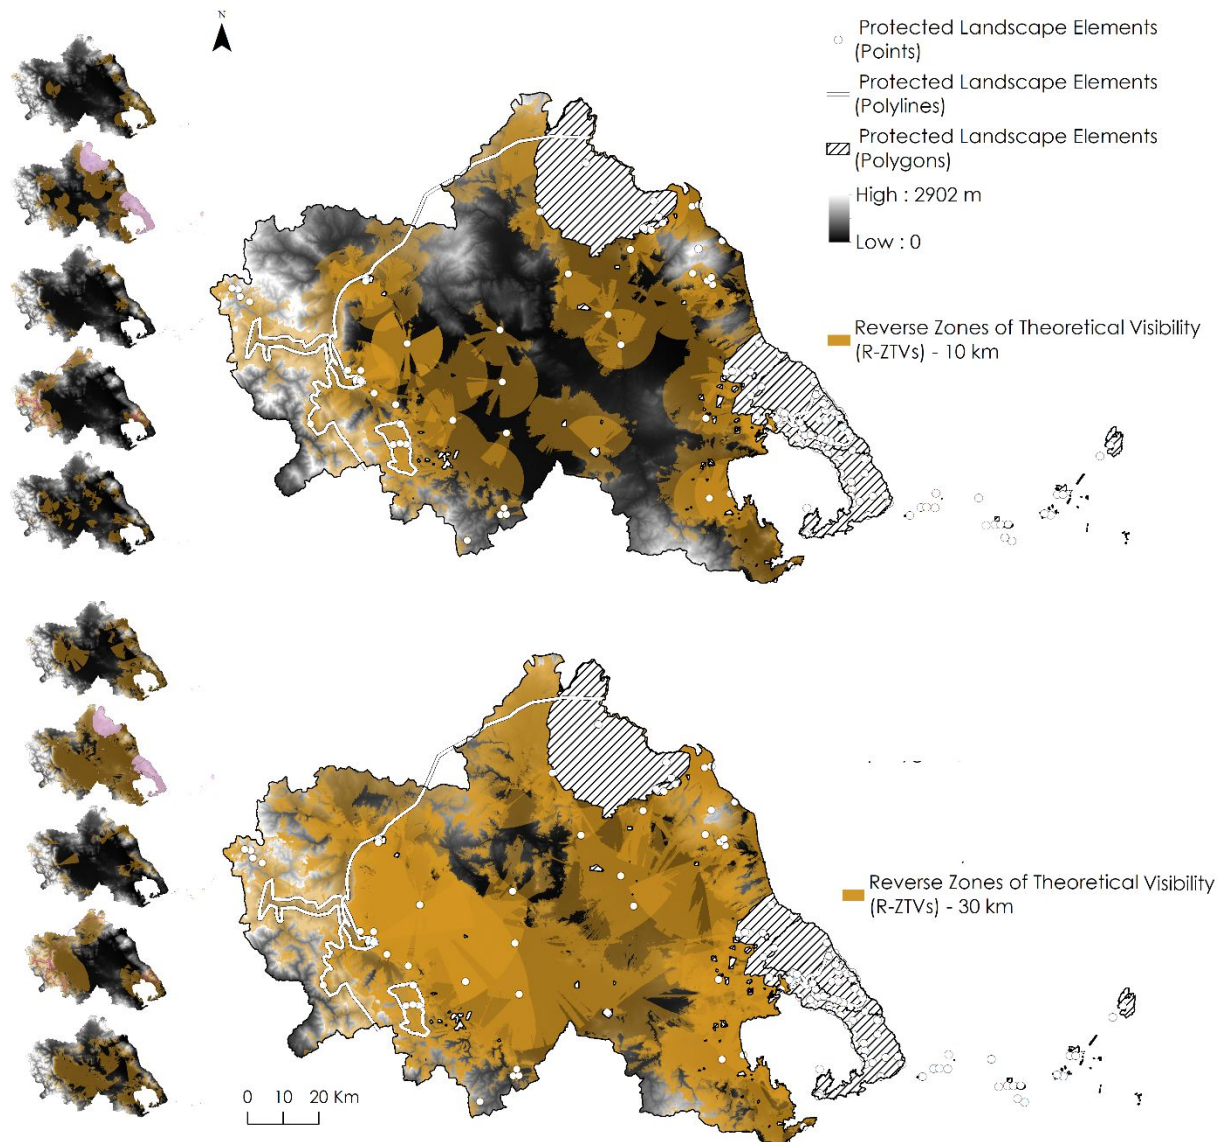 N
Protected Landscape Elements
(Points)
Protected Landscape Elements
(Polylines)
Protected Landscape Elements
(Polygons)
High : 2902 m
Low : 0
Reverse Zones of Theoretical Visibility
(R-ZTVs) - 10 km
Reverse Zones of Theoretical Visibility
(R-ZTVs) - 30 km
0 10 20 Km